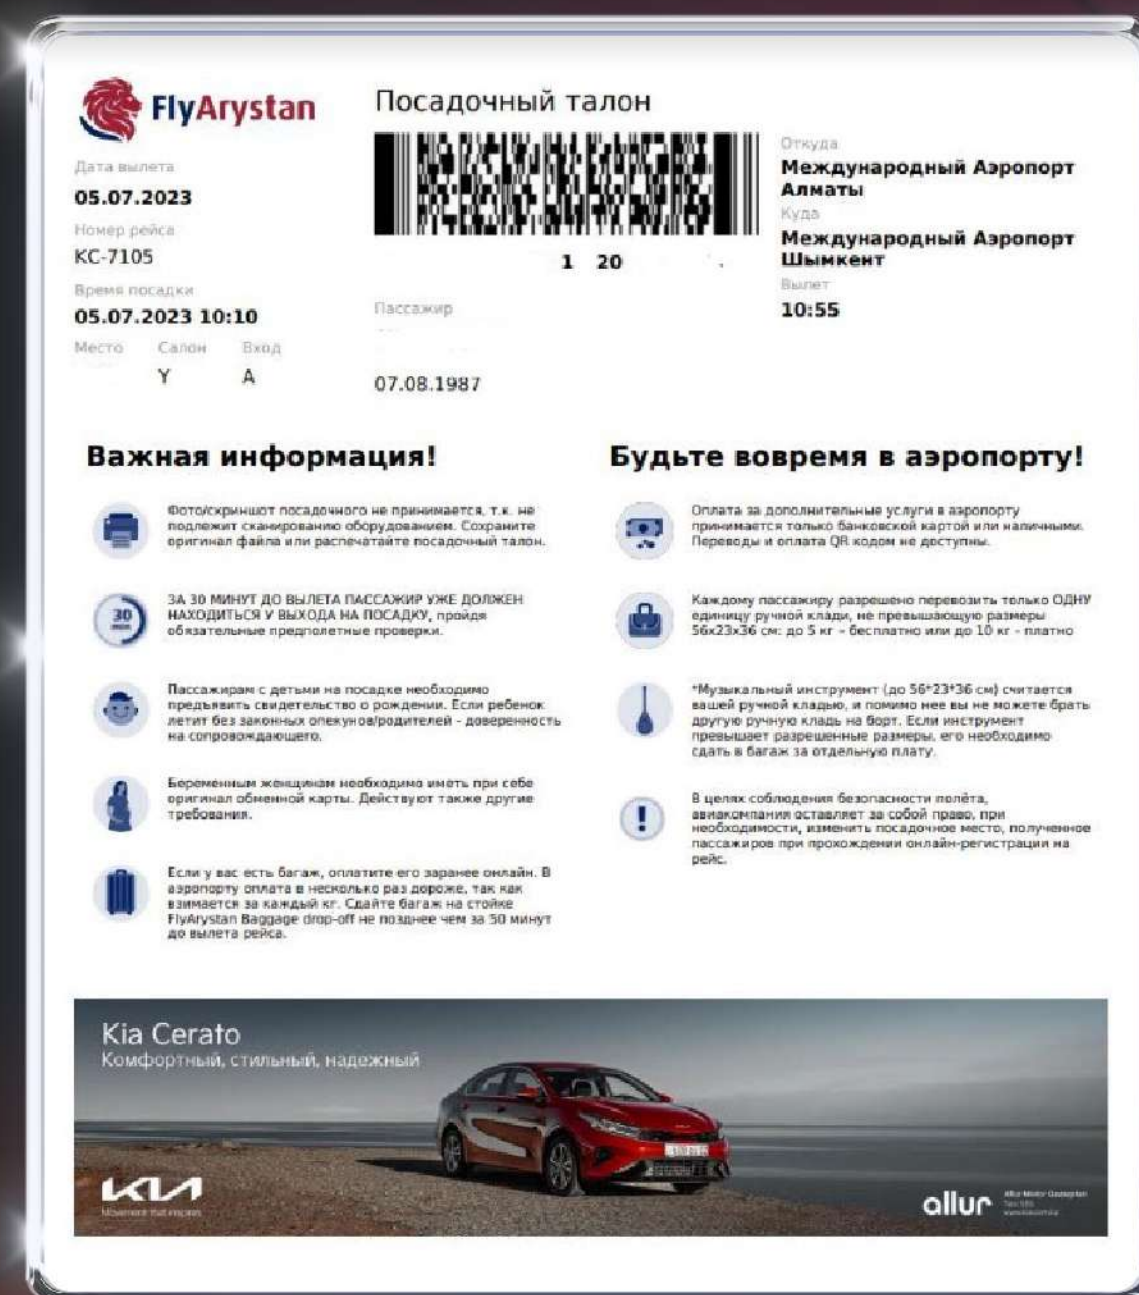 FlyArystan
Посадочный талон
Дата вылета
05.07.2023
Номер рейса
KC-7105
Время посадки
05.07.2023 10:10
Место Салон Вход
Y A
1 20
Пассажир
07.08.1987
Откуда
Международный Аэропорт
Алматы
Куда
Международный Аэропорт
Шымкент
Вылет
10:55
Важная информация!
Фото/скриншот посадочного не принимается, т.к. не
подлежит сканированию оборудованием. Сохраните
оригинал файла или распечатайте посадочный талон.
30
ЗА 30 МИНУТ ДО ВЫЛЕТА ПАССАЖИР УЖЕ ДОЛЖЕН
НАХОДИТЬСЯ У ВЫХОДА НА ПОСАДКУ, пройдя
обязательные предполетные проверки.
Пассажирам с детьми на посадке необходимо
предъявить свидетельство о рождении. Если ребенок
летит без законных опекунов/родителей - доверенность
на сопровождающего.
Беременным женщинам необходимо иметь при себе
оригинал обменной карты. Действуют также другие
требования.
Если у вас есть багаж, оплатите его заранее онлайн. В
аэропорту оплата в несколько раз дороже, так как
взимается за каждый кг. Сдайте багаж на стойке
FlyArystan Baggage drop-off не позднее чем за 50 минут
до вылета рейса.
Будьте вовремя в аэропорту!
Оплата за дополнительные услуги в аэропорту
принимается только банковской картой или наличными.
Переводы и оплата QR кодом не доступны.
Каждому пассажиру разрешено перевозить только ОДНУ
единицу ручной клади, не превышающую размеры
56x23x36 см: до 5 кг – бесплатно или до 10 кг - платно
*Музыкальный инструмент (до 56*23*36 см) считается
вашей ручной кладью, и помимо нее вы не можете брать
другую ручную кладь на борт. Если инструмент
превышает разрешенные размеры, его необходимо
сдать в багаж за отдельную плату.
В целях соблюдения безопасности полёта,
авиакомпания оставляет за собой право, при
необходимости, изменить посадочное место, полученное
пассажиров при прохождении онлайн-регистрации на
рейс.
Kia Cerato
Комфортный, стильный, надежный
KIA
Movement that inspires
allur